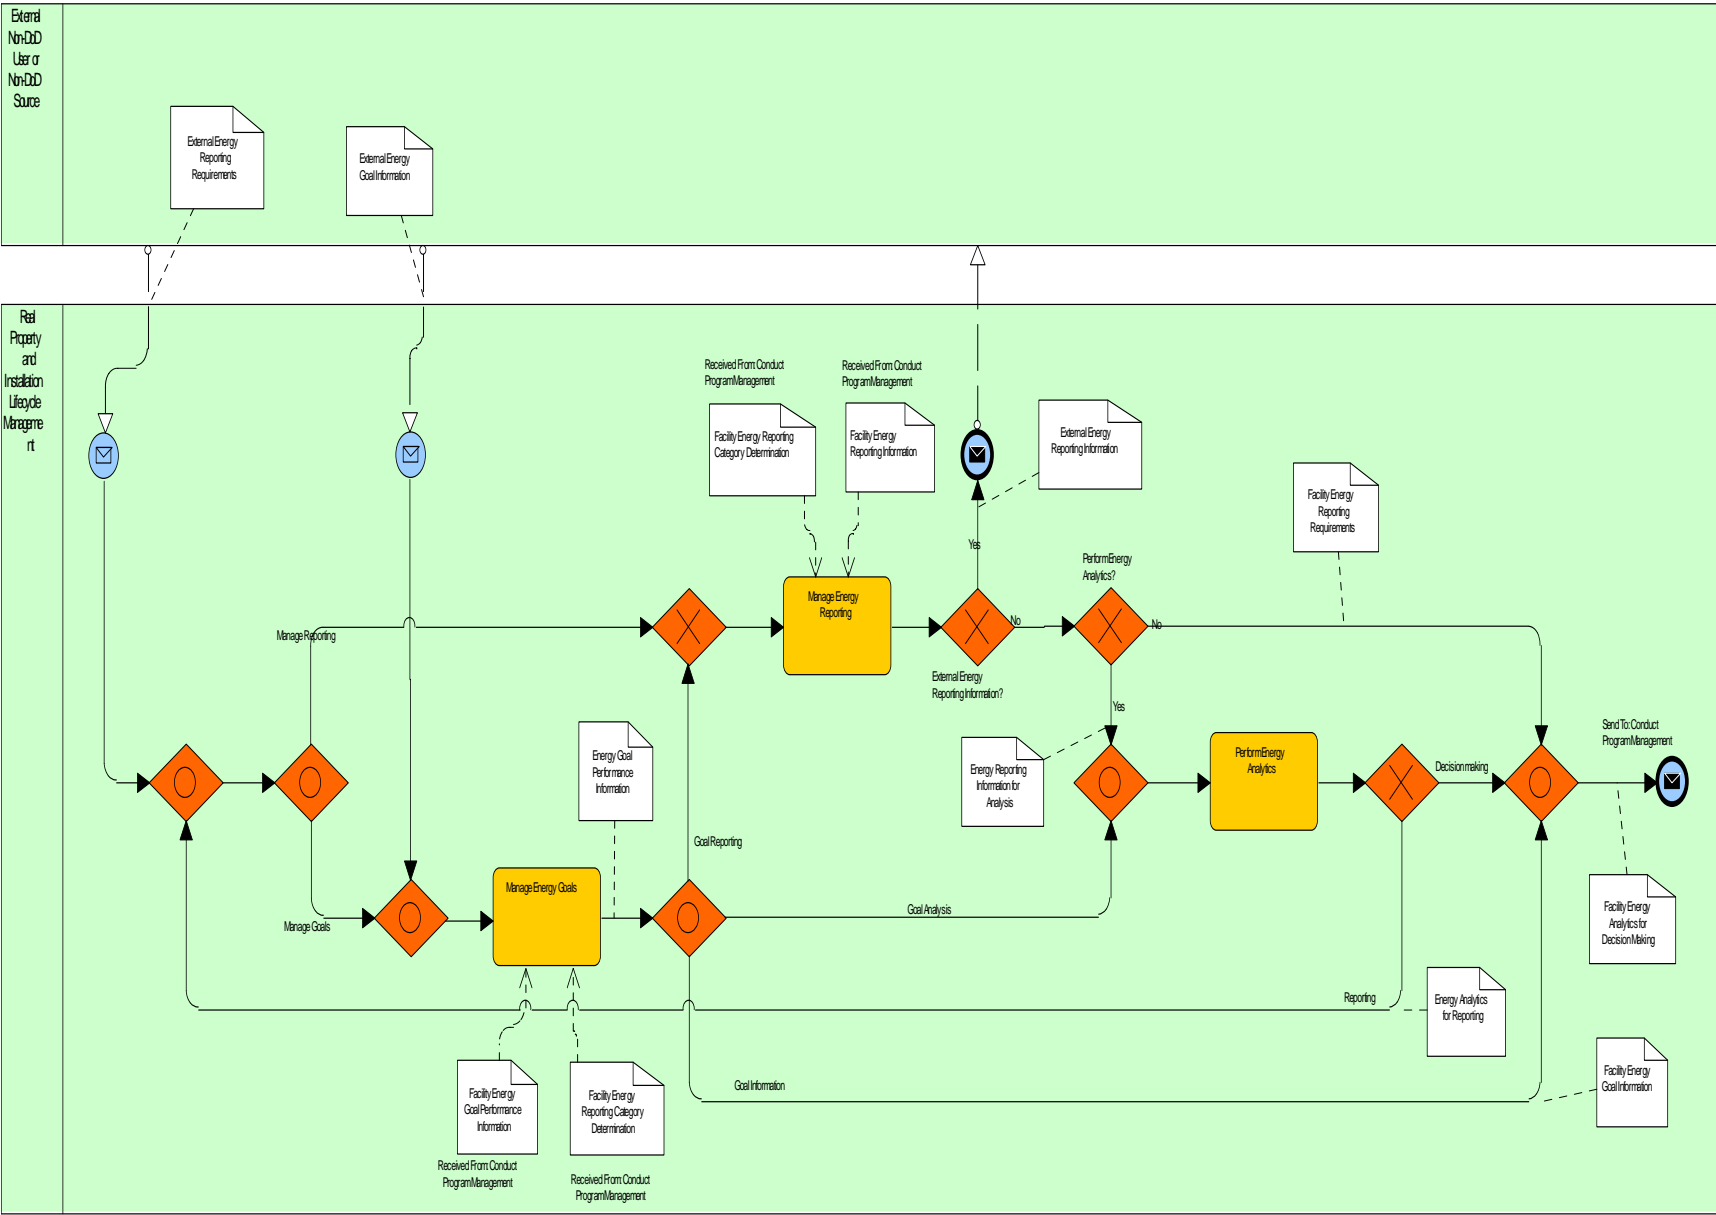 External
Non-DoD
User or
Non-DoD
Source
External Energy
Reporting
Requirements
External Energy
Goal Information
Real
Property
and
Installation
Lifecycle
Manageme
nt
Received From: Conduct
Program Management
Received From: Conduct
Program Management
Facility Energy Reporting
Category Determination
Facility Energy
Reporting Information
External Energy
Reporting Information
Facility Energy
Reporting
Requirements
Yes
Perform Energy
Analytics?
Manage Energy
Reporting
Manage Reporting
No
No
External Energy
Reporting Information?
Yes
Send To: Conduct
Program Management
Energy Goal
Performance
Information
Energy Reporting
Information for
Analysis
Perform Energy
Analytics
Decision making
Goal Reporting
Manage Energy Goals
Manage Goals
Goal Analysis
Facility Energy
Analytics for
Decision Making
Reporting
Energy Analytics
for Reporting
Goal Information
Facility Energy
Goal Information
Facility Energy
Goal Performance
Information
Facility Energy
Reporting Category
Determination
Received From: Conduct
Program Management
Received From: Conduct
Program Management